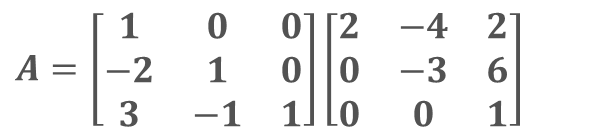 A = [1 0 0; −2 1 0; 3 −1 1] [2 −4 2; 0 −3 6; 0 0 1]